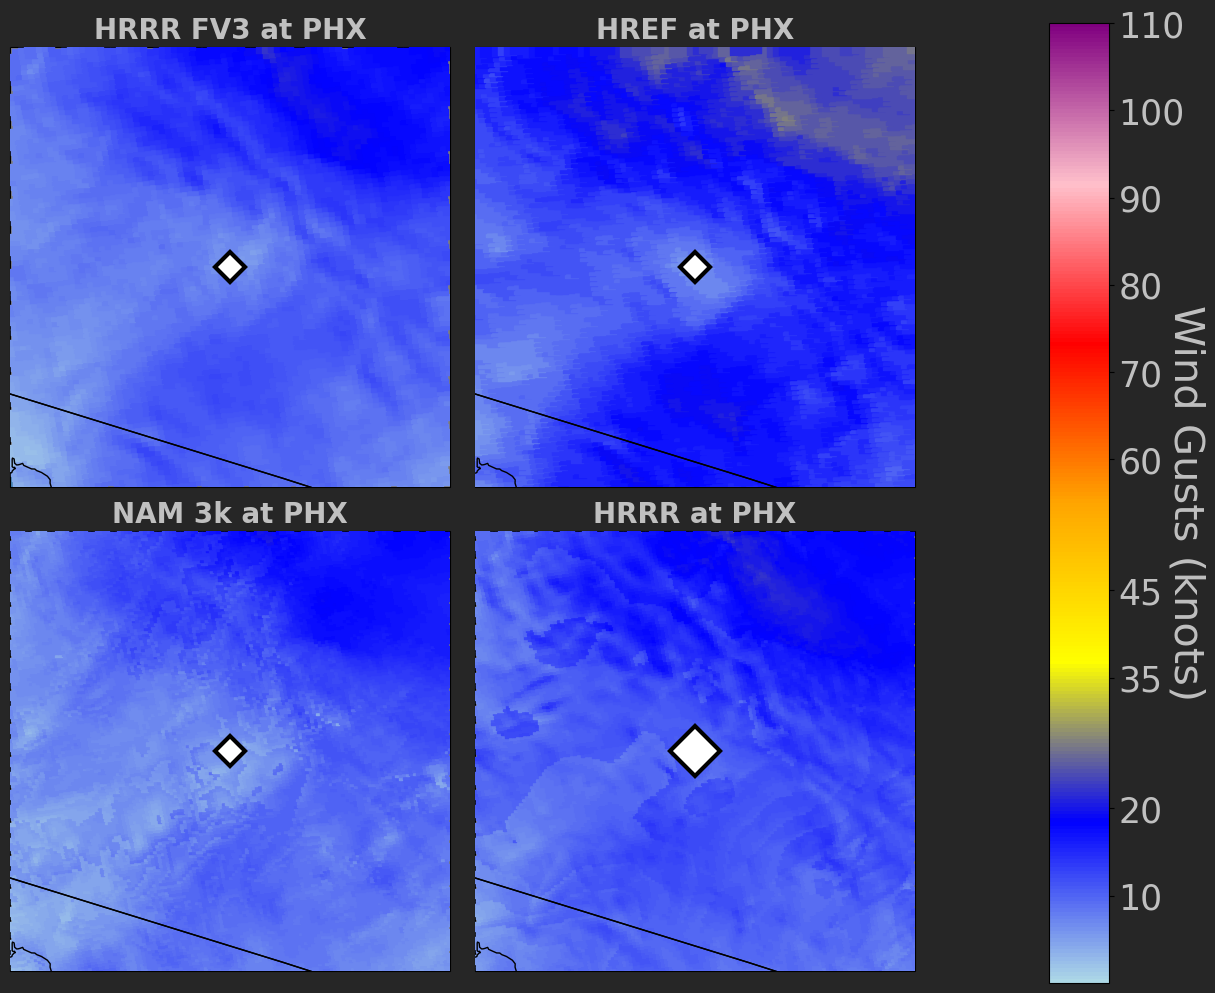 HRRR FV3 at PHX
HREF at PHX
NAM 3k at PHX
HRRR at PHX
110
100
90
80
70
60
45
35
20
10
Wind Gusts (knots)